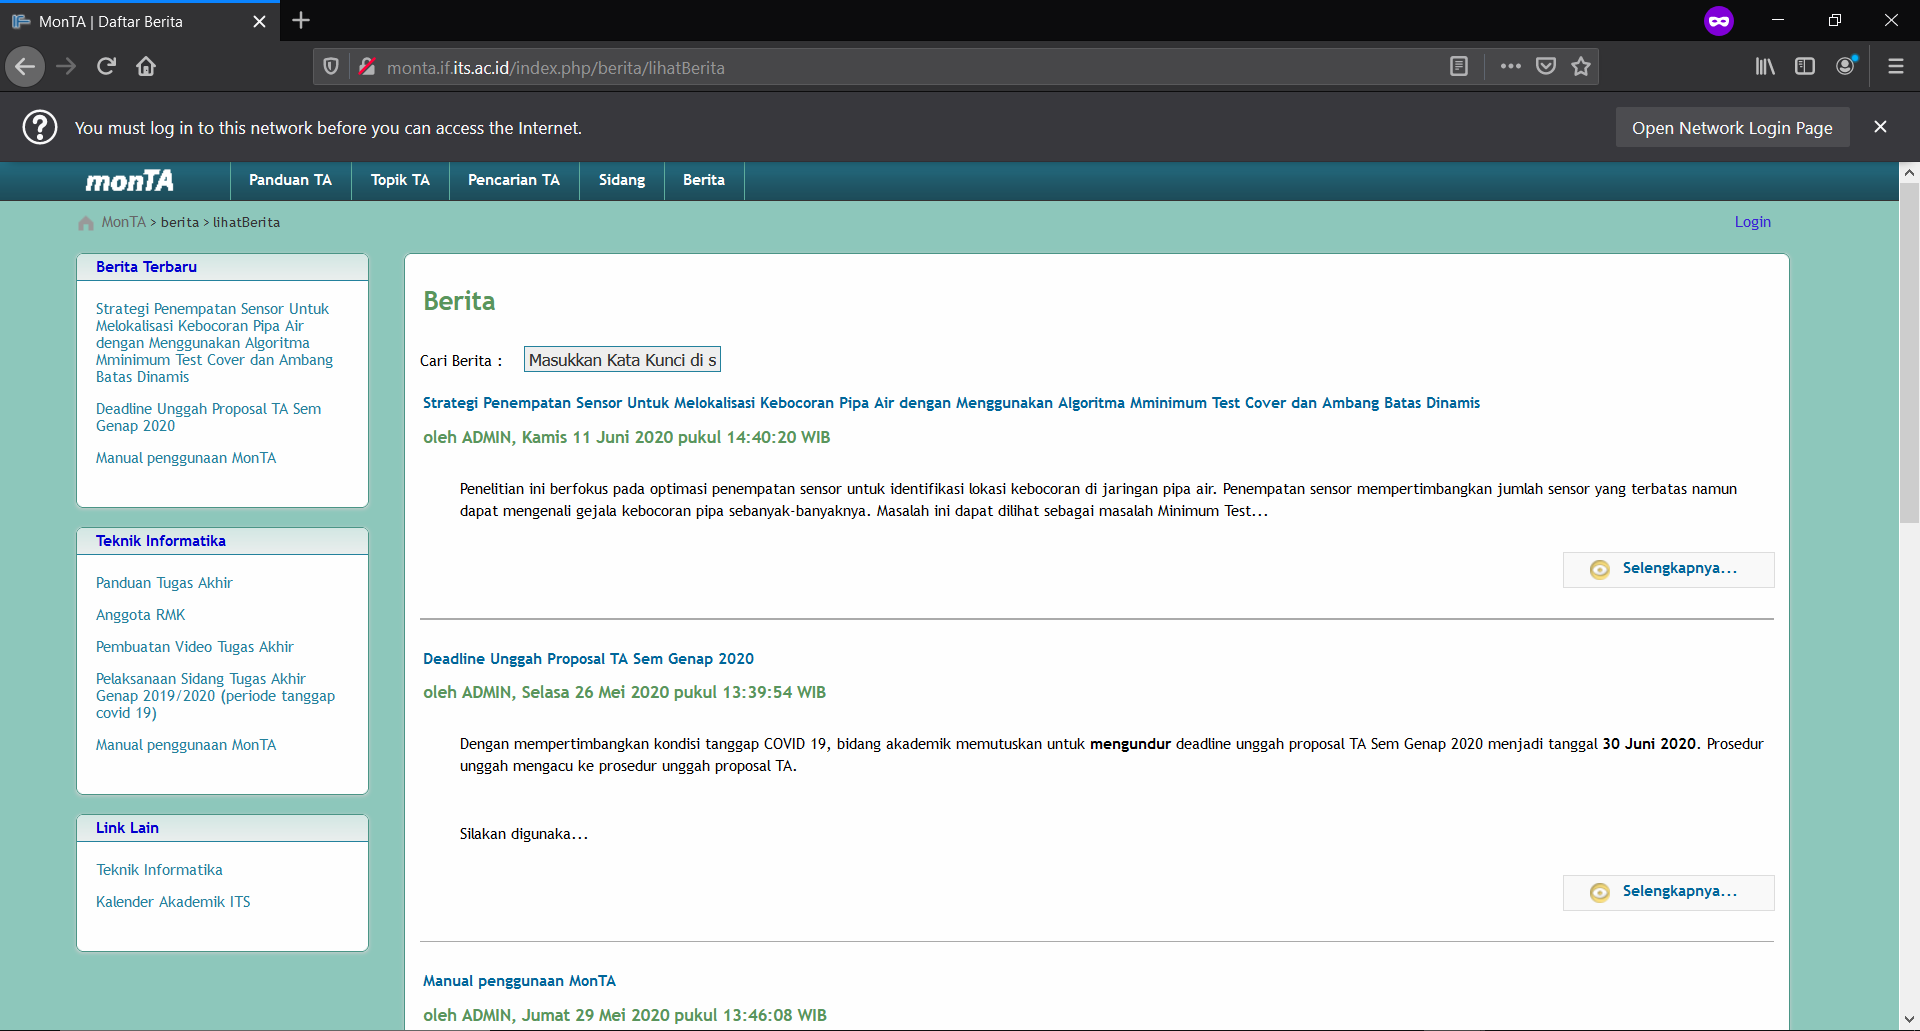 MonTA | Daftar Berita
monta.if.its.ac.id/index.php/berita/lihatBerita
You must log in to this network before you can access the Internet.
Open Network Login Page
monTA
Panduan TA
Topik TA
Pencarian TA
Sidang
Berita
MonTA > berita > lihatBerita
Login
Berita Terbaru
Strategi Penempatan Sensor Untuk
Melokalisasi Kebocoran Pipa Air
dengan Menggunakan Algoritma
Mminimum Test Cover dan Ambang
Batas Dinamis
Deadline Unggah Proposal TA Sem
Genap 2020
Manual penggunaan MonTA
Teknik Informatika
Panduan Tugas Akhir
Anggota RMK
Pembuatan Video Tugas Akhir
Pelaksanaan Sidang Tugas Akhir
Genap 2019/2020 (periode tanggap
covid 19)
Manual penggunaan MonTA
Link Lain
Teknik Informatika
Kalender Akademik ITS
Berita
Cari Berita :
Masukkan Kata Kunci di s
Strategi Penempatan Sensor Untuk Melokalisasi Kebocoran Pipa Air dengan Menggunakan Algoritma Mminimum Test Cover dan Ambang Batas Dinamis
oleh ADMIN, Kamis 11 Juni 2020 pukul 14:40:20 WIB
Penelitian ini berfokus pada optimasi penempatan sensor untuk identifikasi lokasi kebocoran di jaringan pipa air. Penempatan sensor mempertimbangkan jumlah sensor yang terbatas namun
dapat mengenali gejala kebocoran pipa sebanyak-banyaknya. Masalah ini dapat dilihat sebagai masalah Minimum Test...
Selengkapnya...
Deadline Unggah Proposal TA Sem Genap 2020
oleh ADMIN, Selasa 26 Mei 2020 pukul 13:39:54 WIB
Dengan mempertimbangkan kondisi tanggap COVID 19, bidang akademik memutuskan untuk mengundur deadline unggah proposal TA Sem Genap 2020 menjadi tanggal 30 Juni 2020. Prosedur
unggah mengacu ke prosedur unggah proposal TA.
Silakan digunaka...
Selengkapnya...
Manual penggunaan MonTA
oleh ADMIN, Jumat 29 Mei 2020 pukul 13:46:08 WIB